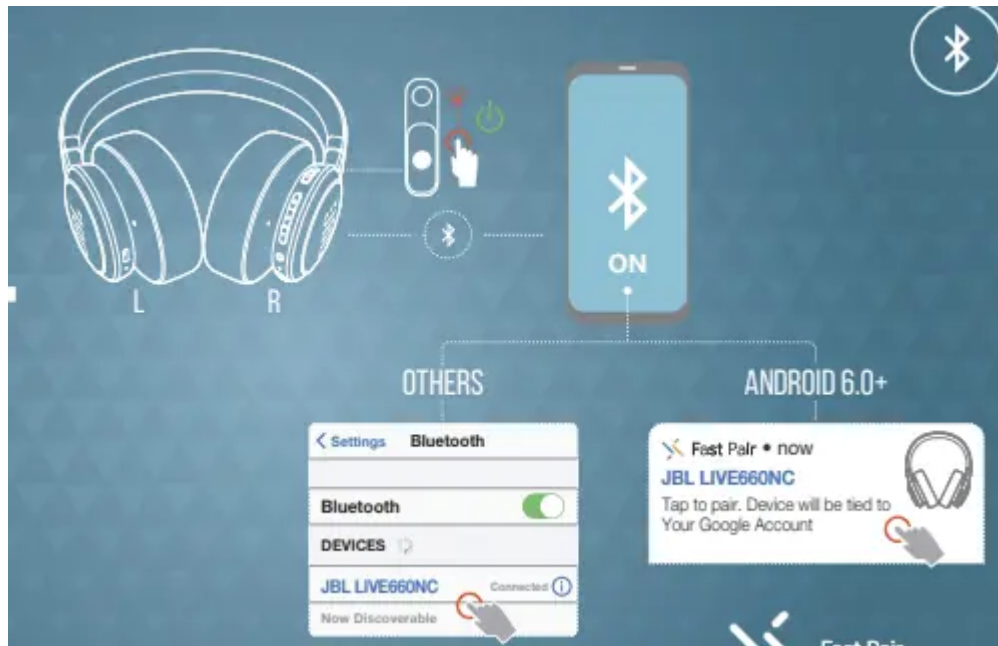 ON
L
R
OTHERS
ANDROID 6.0+
Settings Bluetooth
Bluetooth
DEVICES
JBL LIVE660NC Connected
Now Discoverable
Fast Pair • now
JBL LIVE660NC
Tap to pair. Device will be tied to
Your Google Account
Fast Pair